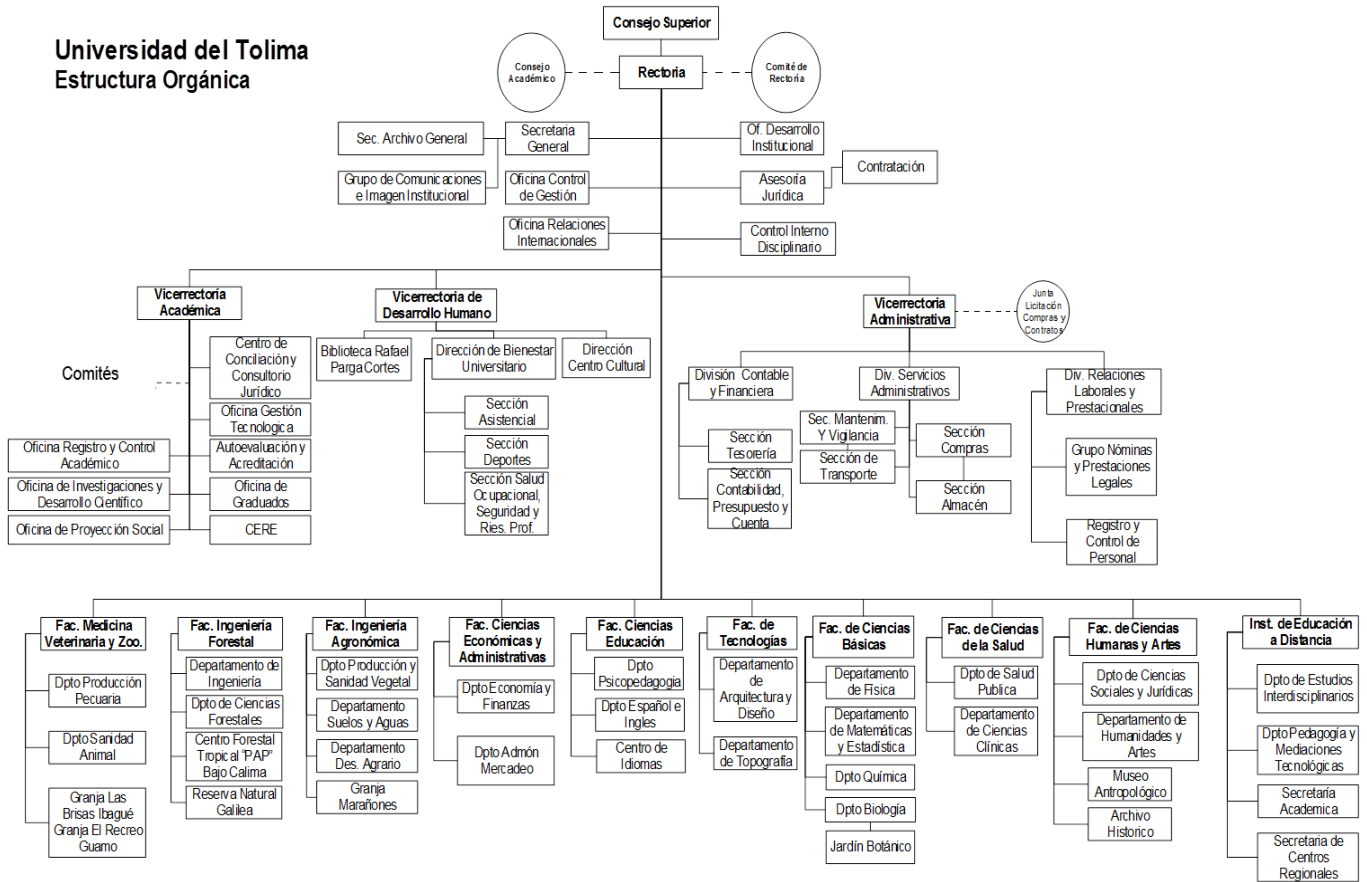 Universidad del Tolima
Estructura Orgánica
Consejo Superior
Consejo
Académico
Rectoria
Comité de
Rectoría
Sec. Archivo General
Secretaria
General
Of. Desarrollo
Institucional
Contratación
Grupo de Comunicaciones
e Imagen Institucional
Oficina Control
de Gestión
Asesoría
Jurídica
Oficina Relaciones
Internacionales
Control Interno
Disciplinario
Vicerrectoría
Académica
Vicerrectoria de
Desarrollo Humano
Vicerrectoria
Administrativa
Junta
Licitación
Compras y
Contratos
Comités
Centro de
Conciliación y
Consultorio
Jurídico
Oficina Gestión
Tecnologica
Oficina Registro y Control
Académico
Autoevaluación y
Acreditación
Oficina de Investigaciones y
Desarrollo Científico
Oficina de
Graduados
Oficina de Proyección Social
CERE
Biblioteca Rafael
Parga Cortes
Dirección de Bienestar
Universitario
Dirección
Centro Cultural
Sección
Asistencial
Sección
Deportes
Sección Salud
Ocupacional,
Seguridad y
Ries. Prof.
División Contable
y Financiera
Div. Servicios
Administrativos
Div. Relaciones
Laborales y
Prestacionales
Sección
Tesorería
Sección
Contabilidad,
Presupuesto y
Cuenta
Sec. Mantenim.
Y Vigilancia
Sección de
Transporte
Sección
Compras
Sección
Almacén
Grupo Nóminas
y Prestaciones
Legales
Registro y
Control de
Personal
Fac. Medicina
Veterinaria y Zoo.
Dpto Producción
Pecuaria
Dpto Sanidad
Animal
Granja Las
Brisas Ibagué
Granja El Recreo
Guamo
Fac. Ingeniería
Forestal
Departamento de
Ingeniería
Dpto de Ciencias
Forestales
Centro Forestal
Tropical "PAP"
Bajo Calima
Reserva Natural
Galilea
Fac. Ingeniería
Agronómica
Dpto Producción y
Sanidad Vegetal
Departamento
Suelos y Aguas
Departamento
Des. Agrario
Granja
Marañones
Fac. Ciencias
Económicas y
Administrativas
Dpto Economía y
Finanzas
Dpto Admón
Mercadeo
Fac. Ciencias
Educación
Dpto
Psicopedagogia
Dpto Español e
Ingles
Centro de
Idiomas
Fac. de
Tecnologías
Departamento
de
Arquitectura y
Diseño
Departamento
de Topografía
Fac. de Ciencias
Básicas
Departamento
de Física
Departamento
de Matemáticas
y Estadística
Dpto Química
Dpto Biología
Jardín Botánico
Fac. de Ciencias
de la Salud
Dpto de Salud
Publica
Departamento
de Ciencias
Clínicas
Fac. de Ciencias
Humanas y Artes
Dpto de Ciencias
Sociales y Jurídicas
Departamento de
Humanidades y
Artes
Museo
Antropológico
Archivo
Historico
Inst. de Educación
a Distancia
Dpto de Estudios
Interdisciplinarios
Dpto Pedagogía y
Mediaciones
Tecnológicas
Secretaría
Academica
Secretaria de
Centros
Regionales